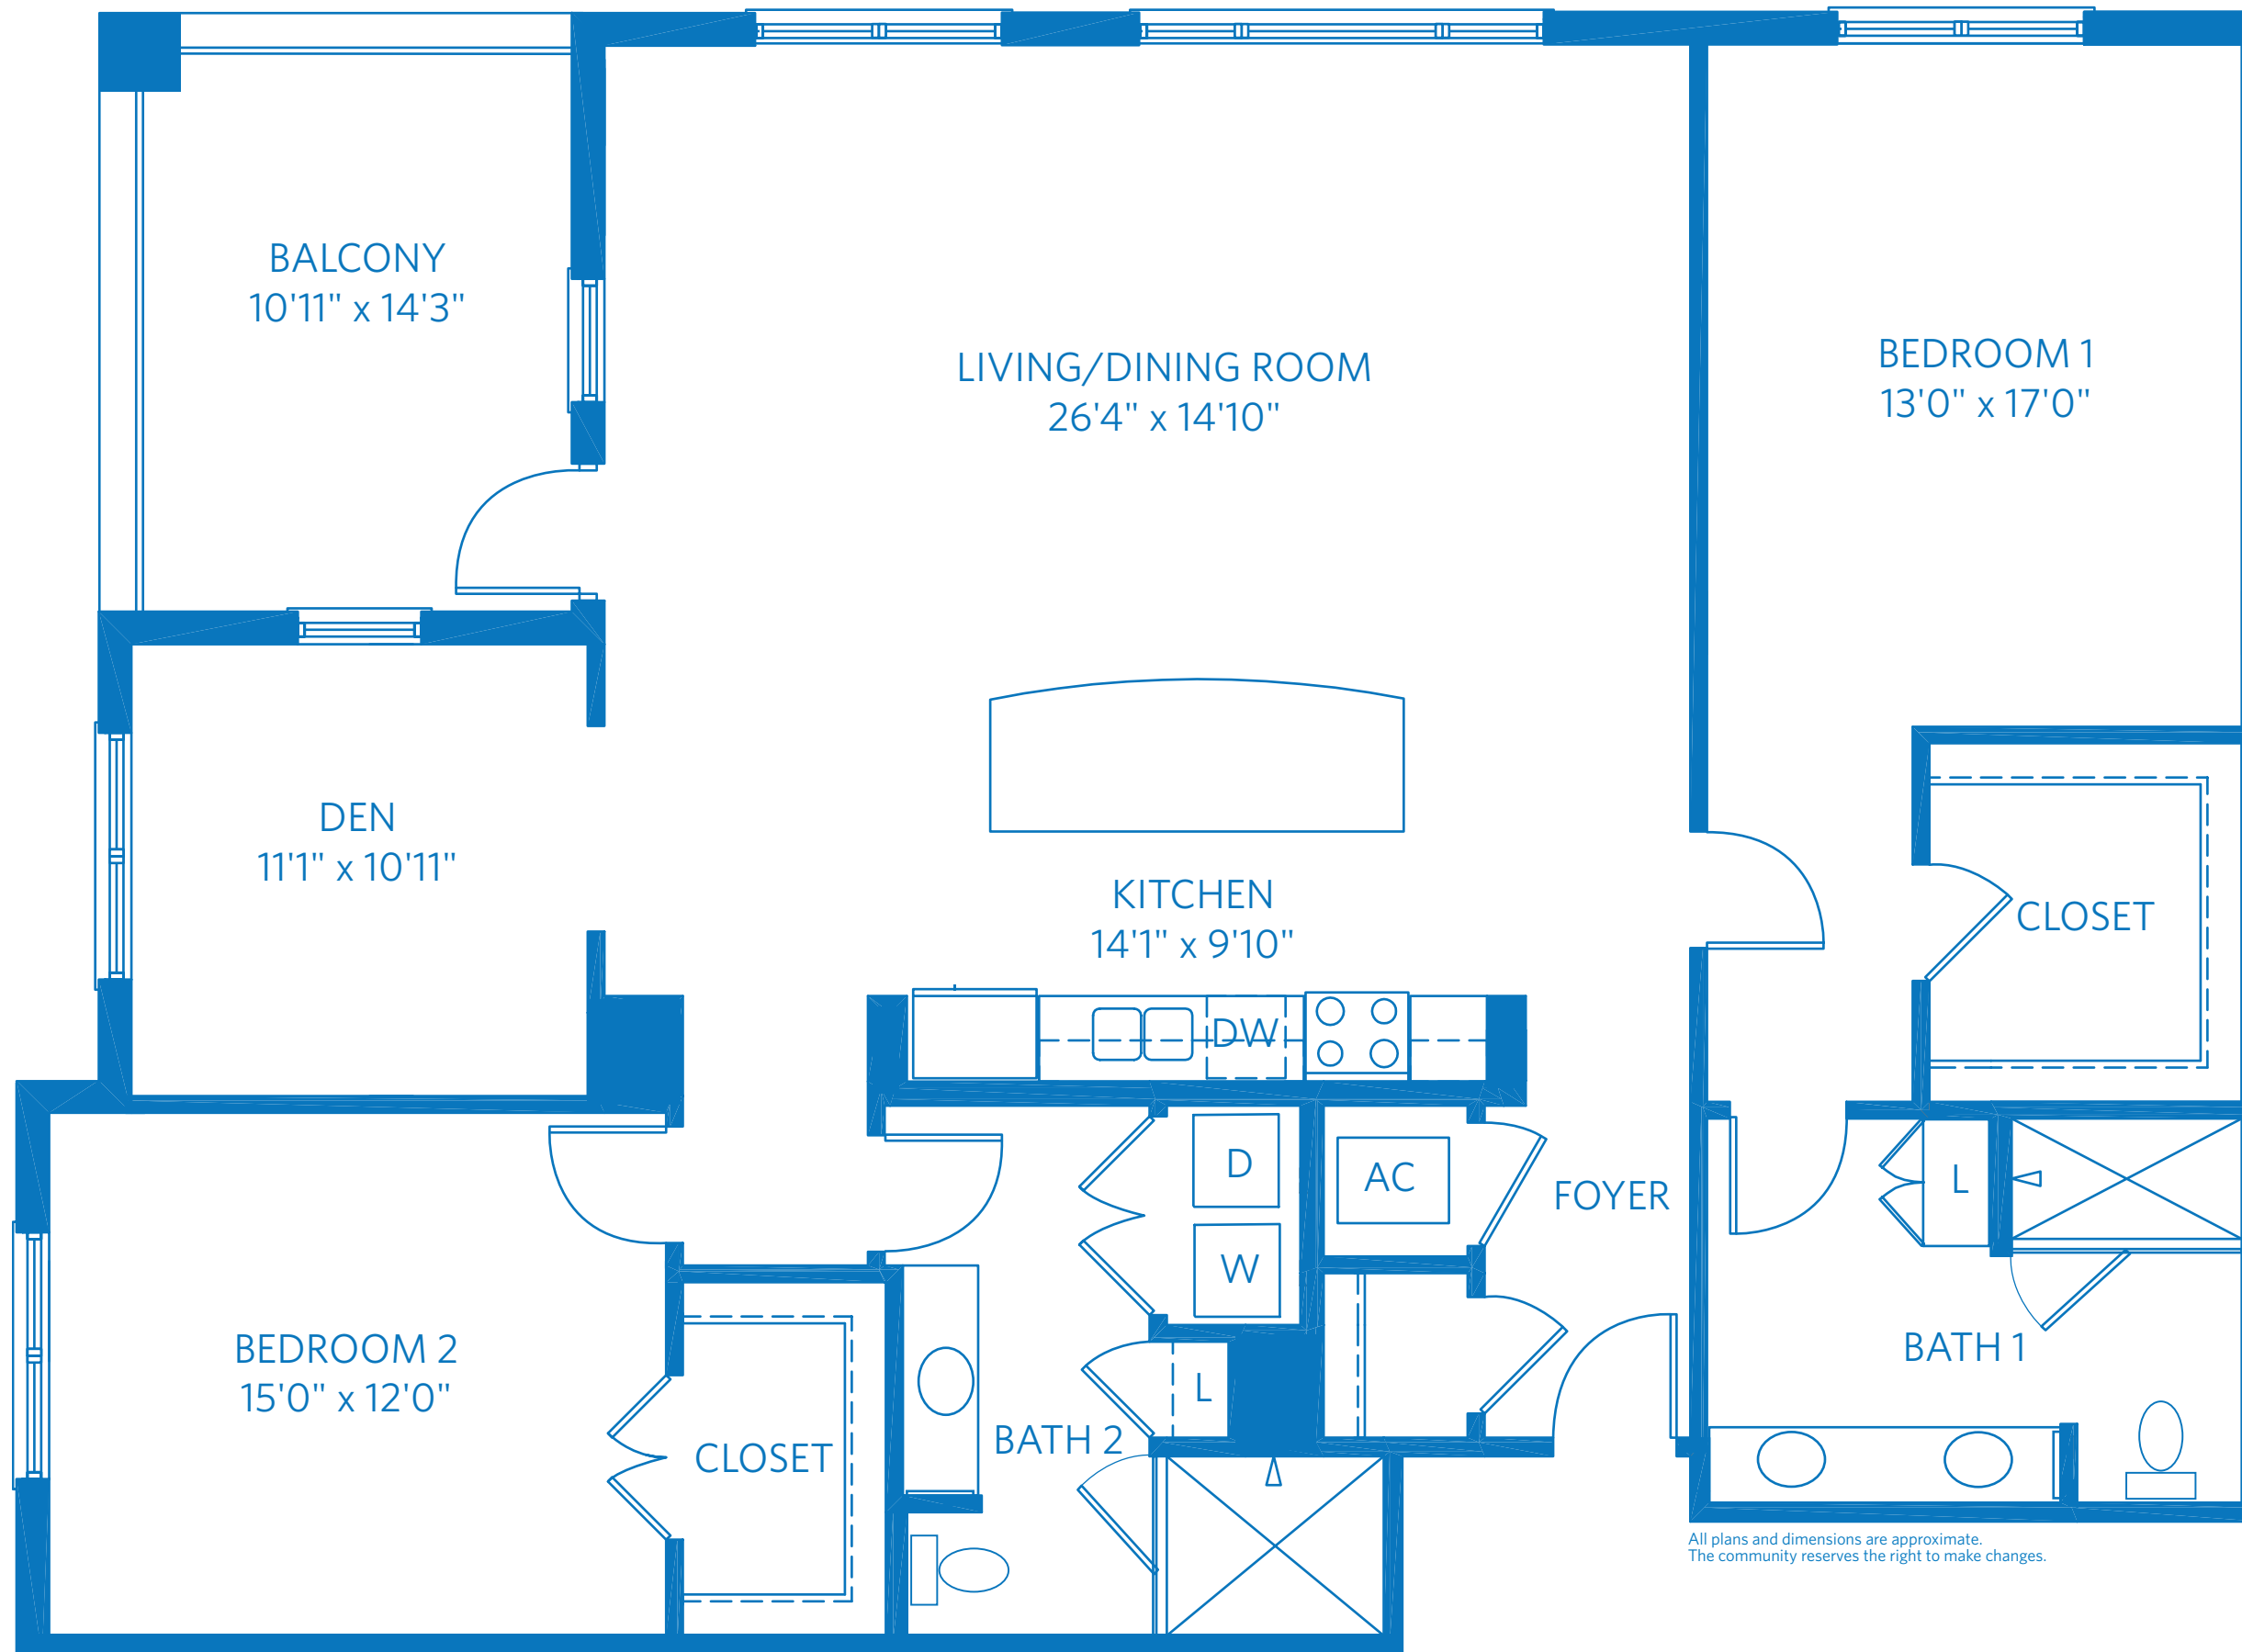 BALCONY
10'11" x 14'3"
LIVING/DINING ROOM
26'4" x 14'10"
BEDROOM 1
13'0" x 17'0"
DEN
11'1" x 10'11"
KITCHEN
14'1" x 9'10"
CLOSET
DW
D
AC
FOYER
L
W
BEDROOM 2
15'0" x 12'0"
BATH 1
L
BATH 2
CLOSET
All plans and dimensions are approximate.
The community reserves the right to make changes.